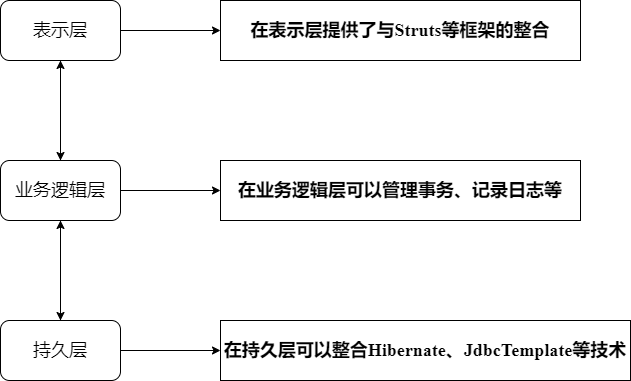 表示层
在表示层提供了与Struts等框架的整合
业务逻辑层
在业务逻辑层可以管理事务、记录日志等
持久层
在持久层可以整合Hibernate、JdbcTemplate等技术